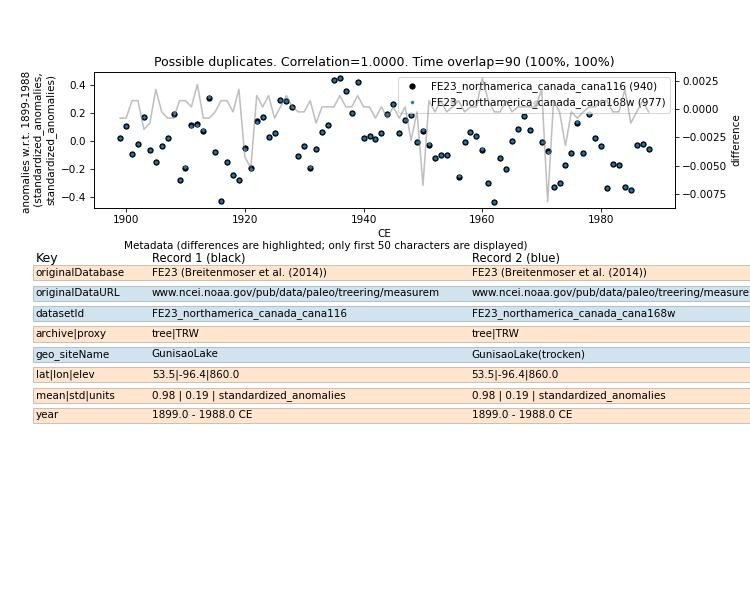 Possible duplicates. Correlation=1.0000. Time overlap=90 (100%, 100%)
anomalies w.r.t. 1899-1988
(standardized_anomalies,
standardized_anomalies)
0.4
0.2
0.0
−0.2
−0.4
FE23_northamerica_canada_cana116 (940)
FE23_northamerica_canada_cana168w (977)
0.0025
0.0000
−0.0025
−0.0050
−0.0075
difference
1900 1920 1940 1960 1980
CE
Metadata (differences are highlighted; only first 50 characters are displayed)
Key Record 1 (black) Record 2 (blue)
originalDatabase FE23 (Breitenmoser et al. (2014)) FE23 (Breitenmoser et al. (2014))
originalDataURL www.ncei.noaa.gov/pub/data/paleo/treering/measurem www.ncei.noaa.gov/pub/data/paleo/treering/measure
datasetId FE23_northamerica_canada_cana116 FE23_northamerica_canada_cana168w
archive|proxy tree|TRW tree|TRW
geo_siteName GunisaoLake GunisaoLake(trocken)
lat|lon|elev 53.5|-96.4|860.0 53.5|-96.4|860.0
mean|std|units 0.98 | 0.19 | standardized_anomalies 0.98 | 0.19 | standardized_anomalies
year 1899.0 - 1988.0 CE 1899.0 - 1988.0 CE